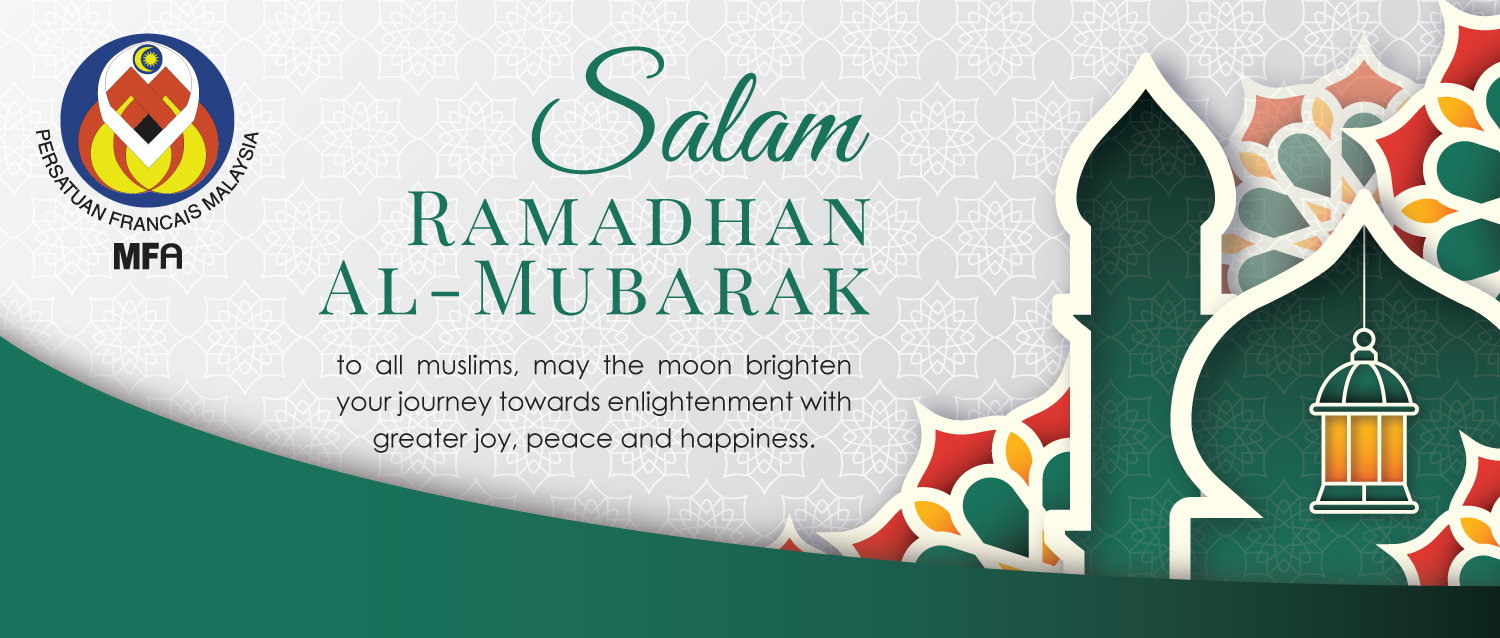 PERSATUAN FRANCAIS MALAYSIA
MFA
Salam
RAMADHAN
AL-MUBARAK
to all muslims, may the moon brighten
your journey towards enlightenment with
greater joy, peace and happiness.